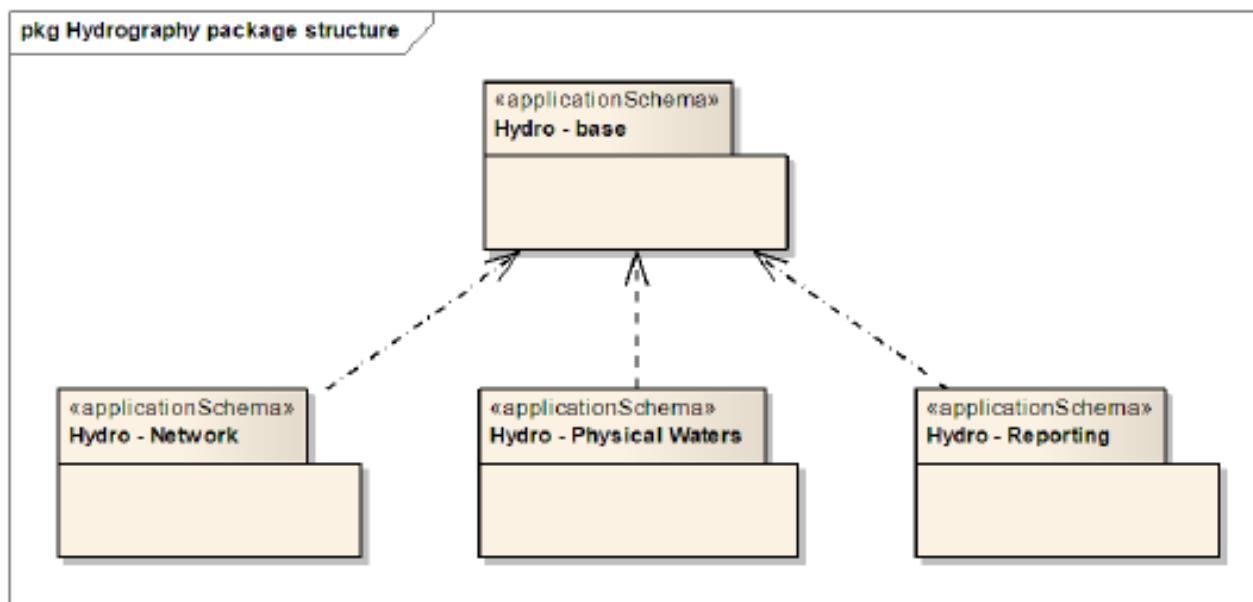 pkg Hydrography package structure
«applicationSchema»
Hydro - base
«applicationSchema»
Hydro - Network
«applicationSchema»
Hydro - Physical Waters
«applicationSchema»
Hydro - Reporting